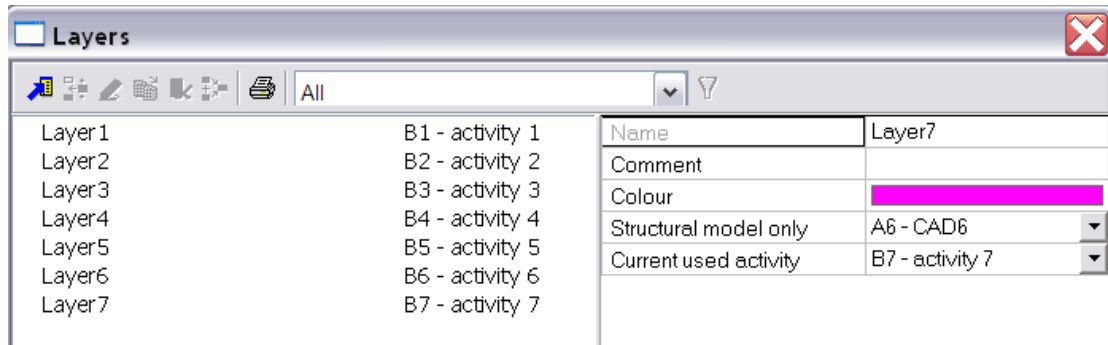 Layers
All
Layer1 B1 - activity 1
Layer2 B2 - activity 2
Layer3 B3 - activity 3
Layer4 B4 - activity 4
Layer5 B5 - activity 5
Layer6 B6 - activity 6
Layer7 B7 - activity 7
Name Layer7
Comment
Colour
Structural model only A6 - CAD6
Current used activity B7 - activity 7